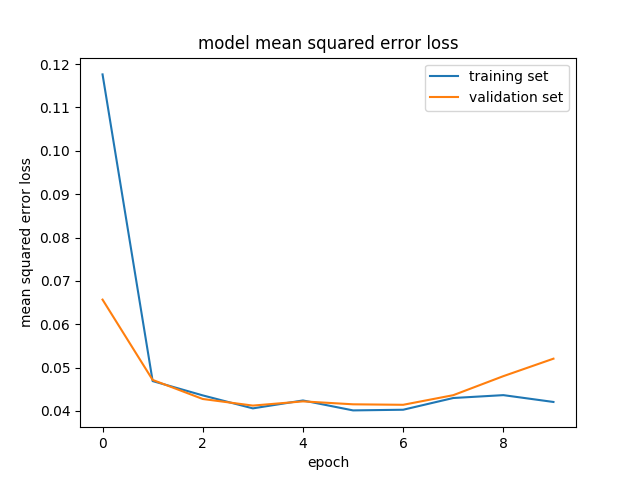 model mean squared error loss
training set
validation set
0.12
0.11
0.10
0.09
0.08
0.07
0.06
0.05
0.04
mean squared error loss
0 2 4 6 8
epoch